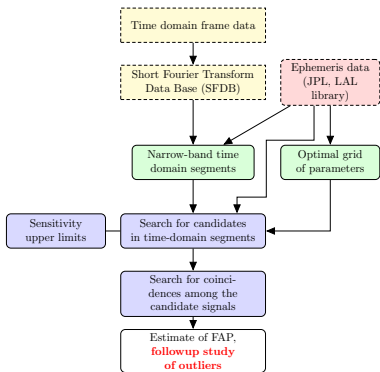 Time domain frame data
Short Fourier Transform
Data Base (SFDB)
Ephemeris data
(JPL, LAL
library)
Narrow-band time
domain segments
Optimal grid
of parameters
Sensitivity
upper limits
Search for candidates
in time-domain segments
Search for coinci-
dences among the
candidate signals
Estimate of FAP,
followup study
of outliers